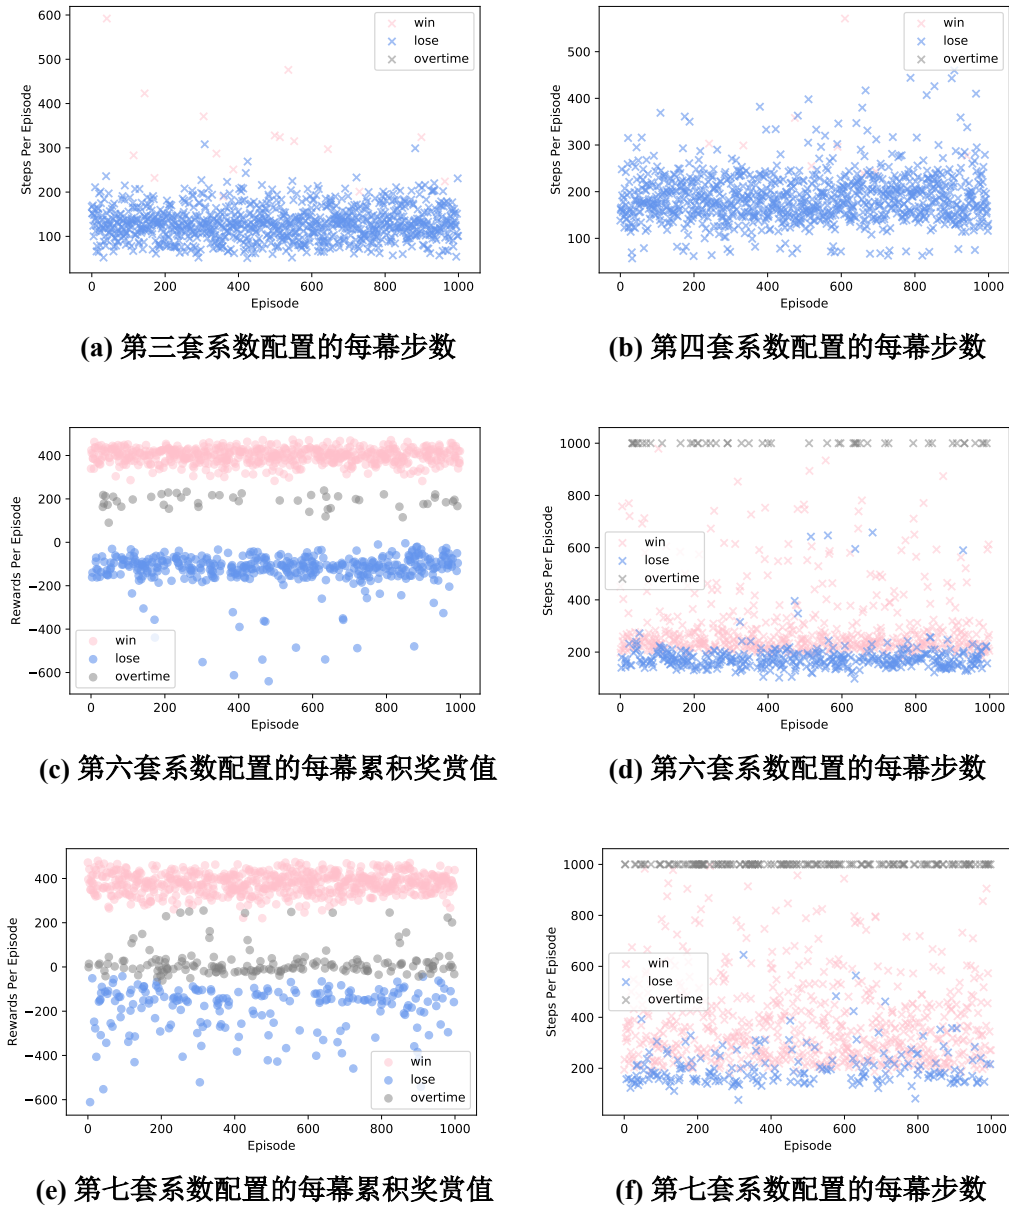 600
500
400
300
200
100
0
200
400
600
800
1000
Steps Per Episode
Episode
win
lose
overtime
(a) 第三套系数配置的每幕步数
500
400
300
200
100
0
200
400
600
800
1000
Steps Per Episode
Episode
win
lose
overtime
(b) 第四套系数配置的每幕步数
400
200
0
−200
−400
−600
0
200
400
600
800
1000
Rewards Per Episode
Episode
win
lose
overtime
(c) 第六套系数配置的每幕累积奖赏值
1000
800
600
400
200
0
200
400
600
800
1000
Steps Per Episode
Episode
win
lose
overtime
(d) 第六套系数配置的每幕步数
400
200
0
−200
−400
−600
0
200
400
600
800
1000
Rewards Per Episode
Episode
win
lose
overtime
(e) 第七套系数配置的每幕累积奖赏值
1000
800
600
400
200
0
200
400
600
800
1000
Steps Per Episode
Episode
win
lose
overtime
(f) 第七套系数配置的每幕步数